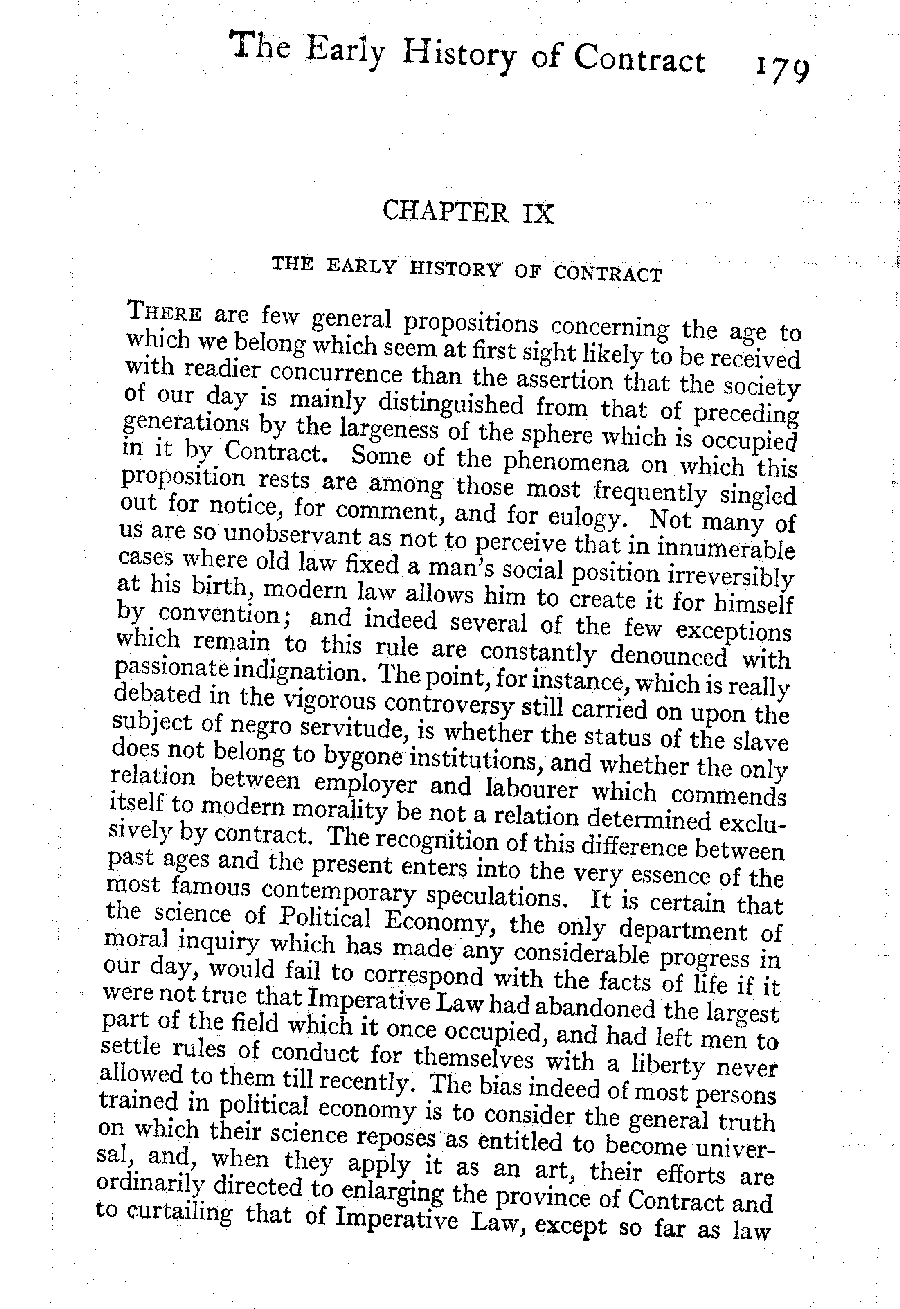 The Early History of Contract 179
CHAPTER IX
THE EARLY HISTORY OF CONTRACT
THERE are few general propositions concerning the age to
which we belong which seem at first sight likely to be received
with readier concurrence than the assertion that the society
of our day is mainly distinguished from that of preceding
generations by the largeness of the sphere which is occupied
in it by Contract. Some of the phenomena on which this
proposition rests are among those most frequently singled
out for notice, for comment, and for eulogy. Not many of
us are so unobservant as not to perceive that in innumerable
cases where old law fixed a man's social position irreversibly
at his birth, modern law allows him to create it for himself
by convention; and indeed several of the few exceptions
which remain to this rule are constantly denounced with
passionate indignation. The point, for instance, which is really
debated in the vigorous controversy still carried on upon the
subject of negro servitude, is whether the status of the slave
does not belong to bygone institutions, and whether the only
relation between employer and labourer which commends
itself to modern morality be not a relation determined exclu-
sively by contract. The recognition of this difference between
past ages and the present enters into the very essence of the
most famous contemporary speculations. It is certain that
the science of Political Economy, the only department of
moral inquiry which has made any considerable progress in
our day, would fail to correspond with the facts of life if it
were not true that Imperative Law had abandoned the largest
part of the field which it once occupied, and had left men to
settle rules of conduct for themselves with a liberty never
allowed to them till recently. The bias indeed of most persons
trained in political economy is to consider the general truth
on which their science reposes as entitled to become univer-
sal, and, when they apply it as an art, their efforts are
ordinarily directed to enlarging the province of Contract and
to curtailing that of Imperative Law, except so far as law